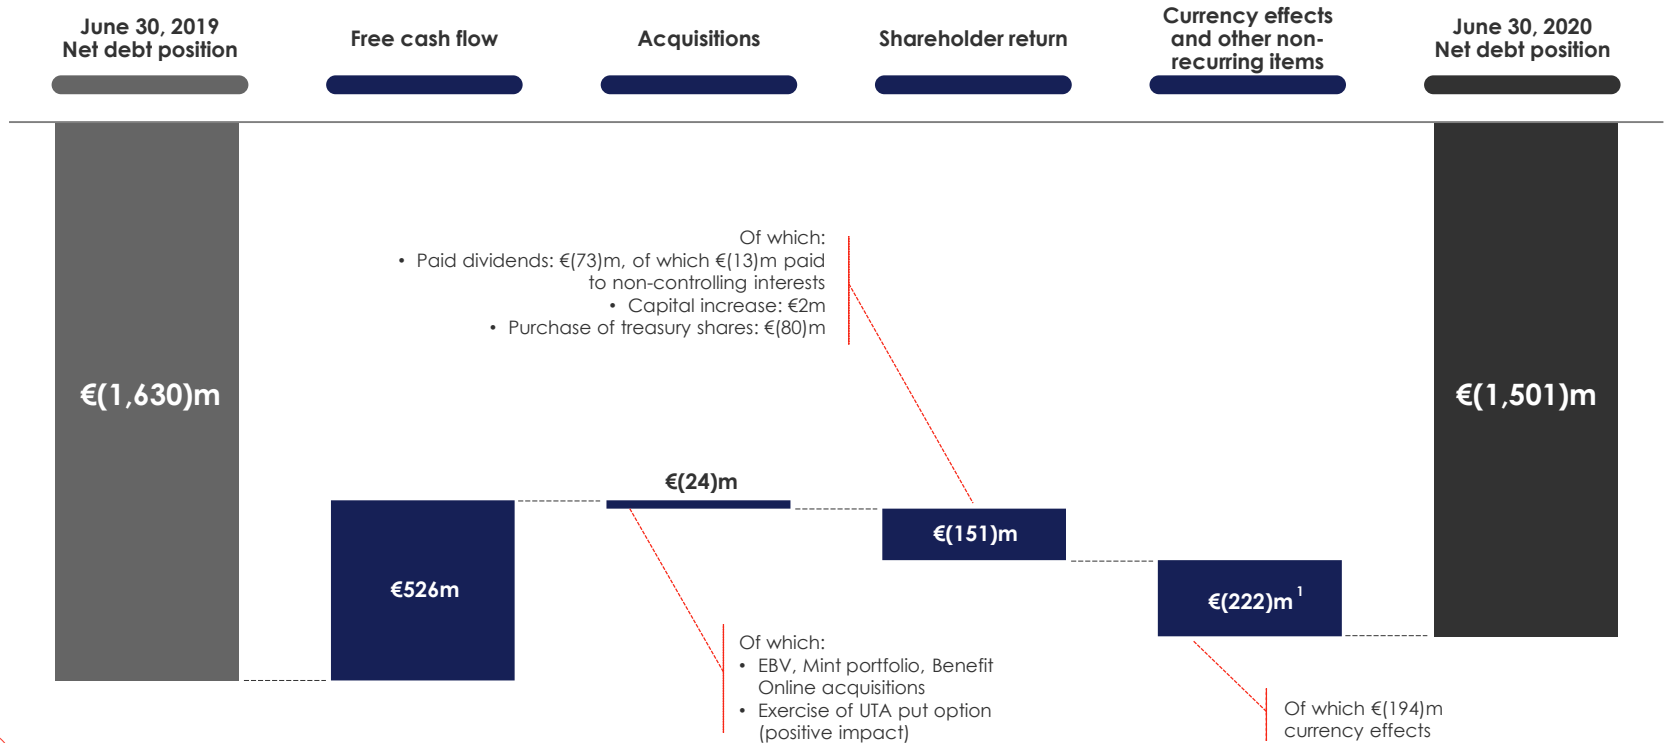 June 30, 2019
Net debt position
Free cash flow
Acquisitions
Shareholder return
Currency effects
and other non-
recurring items
June 30, 2020
Net debt position
Of which:
• Paid dividends: €(73)m, of which €(13)m paid
to non-controlling interests
• Capital increase: €2m
• Purchase of treasury shares: €(80)m
€(1,630)m
€(1,501)m
€(24)m
€(151)m
€526m
€(222)m 1
Of which:
• EBV, Mint portfolio, Benefit
Online acquisitions
• Exercise of UTA put option
(positive impact)
Of which €(194)m
currency effects